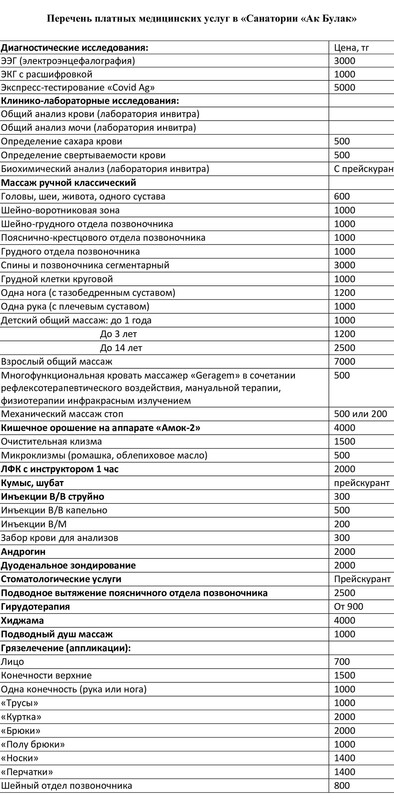 Перечень платных медицинских услуг в «Санатории «Ак Булак»
Диагностические исследования: Цена, тг
ЭЭГ (электроэнцефалография) 3000
ЭКГ с расшифровкой 1000
Экспресс-тестирование «Covid Ag» 5000
Клинико-лабораторные исследования:
Общий анализ крови (лаборатория инвитра)
Общий анализ мочи (лаборатория инвитра)
Определение сахара крови 500
Определение свертываемости крови 500
Биохимический анализ (лаборатория инвитра) С прейскуран
Массаж ручной классический
Головы, шеи, живота, одного сустава 600
Шейно-воротниковая зона 1000
Шейно-грудного отдела позвоночника 1000
Пояснично-крестцового отдела позвоночника 1000
Грудного отдела позвоночника 1000
Спины и позвоночника сегментарный 3000
Грудной клетки круговой 1000
Одна нога (с тазобедренным суставом) 1200
Одна рука (с плечевым суставом) 1000
Детский общий массаж: до 1 года 1000
До 3 лет 1200
До 14 лет 2500
Взрослый общий массаж 7000
Многофункциональная кровать массажер «Geragem» в сочетании 500
рефлексотерапевтического воздействия, мануальной терапии,
физиотерапии инфракрасным излучением
Механический массаж стоп 500 или 200
Кишечное орошение на аппарате «Амок-2» 4000
Очистительная клизма 1500
Микроклизмы (ромашка, облепиховое масло) 500
ЛФК с инструктором 1 час 2000
Кумыс, шубат прейскурант
Инъекции В/В струйно 300
Инъекции В/В капельно 500
Инъекции В/М 200
Забор крови для анализов 300
Андрогин 2000
Дуоденальное зондирование 2000
Стоматологические услуги Прейскурант
Подводное вытяжение поясничного отдела позвоночника 2500
Гирудотерапия От 900
Хиджама 4000
Подводный душ массаж 1000
Грязелечение (аппликации):
Лицо 700
Конечности верхние 1500
Одна конечность (рука или нога) 1000
«Трусы» 1000
«Куртка» 2000
«Брюки» 2000
«Полу брюки» 1000
«Носки» 1400
«Перчатки» 1400
Шейный отдел позвоночника 800